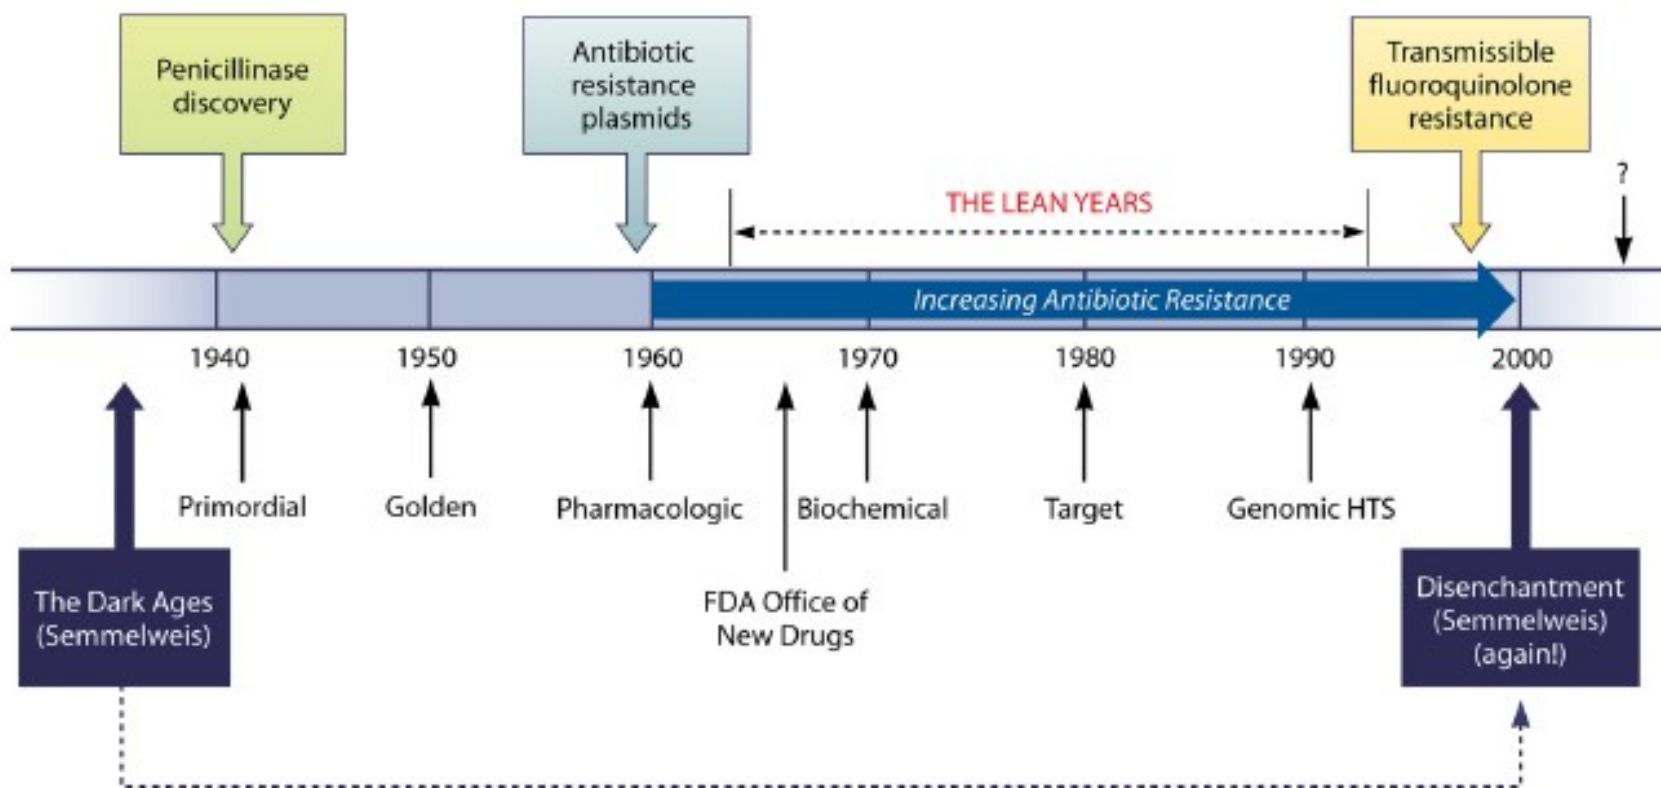 Penicillinase
discovery
Antibiotic
resistance
plasmids
Transmissible
fluoroquinolone
resistance
?
THE LEAN YEARS
Increasing Antibiotic Resistance
1940 1950 1960 1970 1980 1990 2000
Primordial Golden Pharmacologic Biochemical Target Genomic HTS
The Dark Ages
(Semmelweis)
FDA Office of
New Drugs
Disenchantment
(Semmelweis)
(again!)